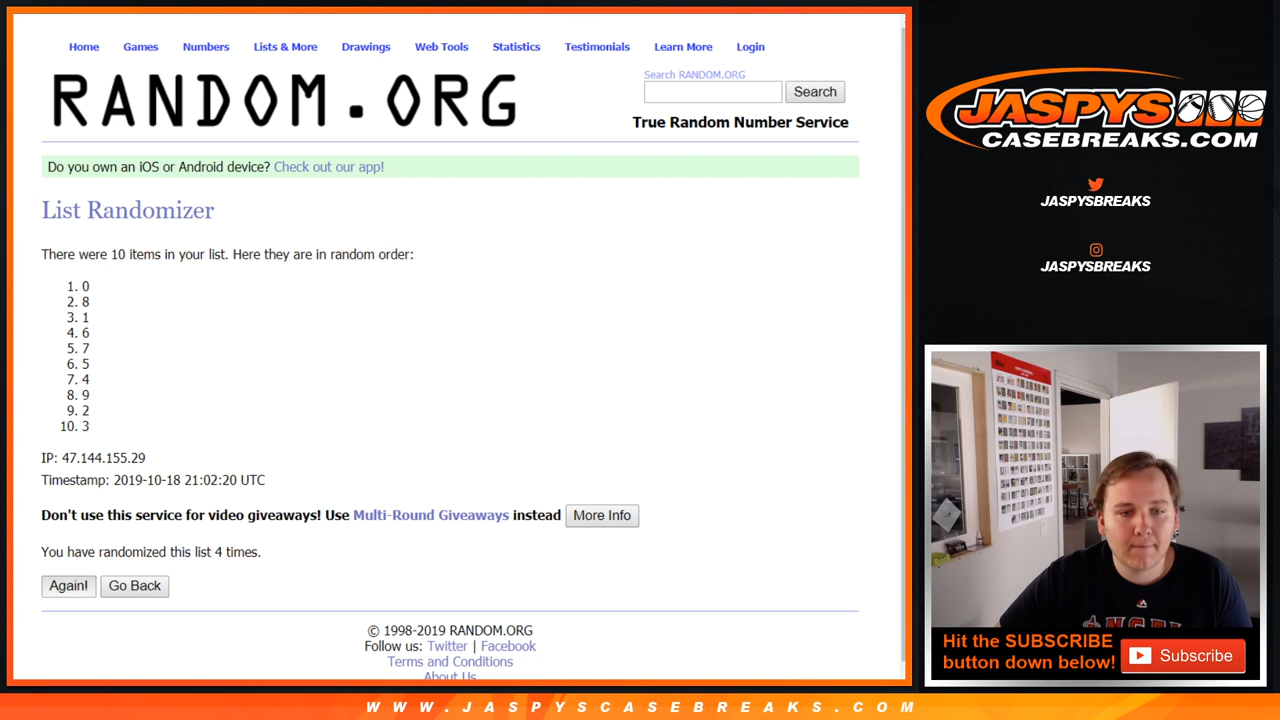 Home Games Numbers Lists & More Drawings Web Tools Statistics Testimonials Learn More Login
RANDOM.ORG
Search RANDOM.ORG
Search
True Random Number Service
Do you own an iOS or Android device? Check out our app!
List Randomizer
There were 10 items in your list. Here they are in random order:
1. 0
2. 8
3. 1
4. 6
5. 7
6. 5
7. 4
8. 9
9. 2
10. 3
IP: 47.144.155.29
Timestamp: 2019-10-18 21:02:20 UTC
Don't use this service for video giveaways! Use Multi-Round Giveaways instead More Info
You have randomized this list 4 times.
Again! Go Back
© 1998-2019 RANDOM.ORG
Follow us: Twitter | Facebook
Terms and Conditions
About Us
JASPYS
CASEBREAKS.COM
JASPYSBREAKS
JASPYSBREAKS
Hit the SUBSCRIBE
button down below!
Subscribe
WWW.JASPYSCASEBREAKS.COM